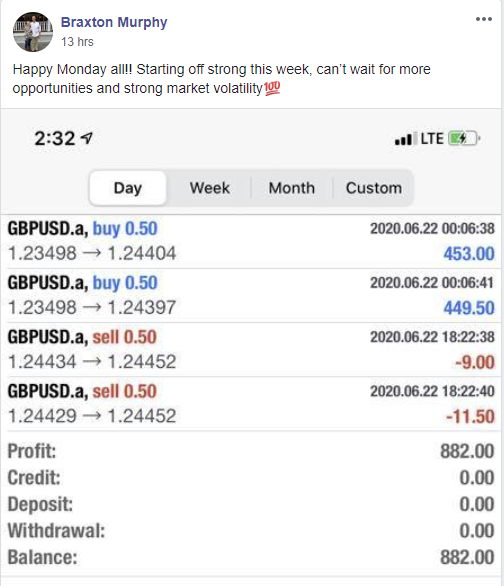 Braxton Murphy
13 hrs
Happy Monday all!! Starting off strong this week, can't wait for more
opportunities and strong market volatility💯
2:32 LTE
Day Week Month Custom
GBPUSD.a, buy 0.50 2020.06.22 00:06:38
1.23498 → 1.24404 453.00
GBPUSD.a, buy 0.50 2020.06.22 00:06:41
1.23498 → 1.24397 449.50
GBPUSD.a, sell 0.50 2020.06.22 18:22:38
1.24434 → 1.24452 -9.00
GBPUSD.a, sell 0.50 2020.06.22 18:22:40
1.24429 → 1.24452 -11.50
Profit: 882.00
Credit: 0.00
Deposit: 0.00
Withdrawal: 0.00
Balance: 882.00